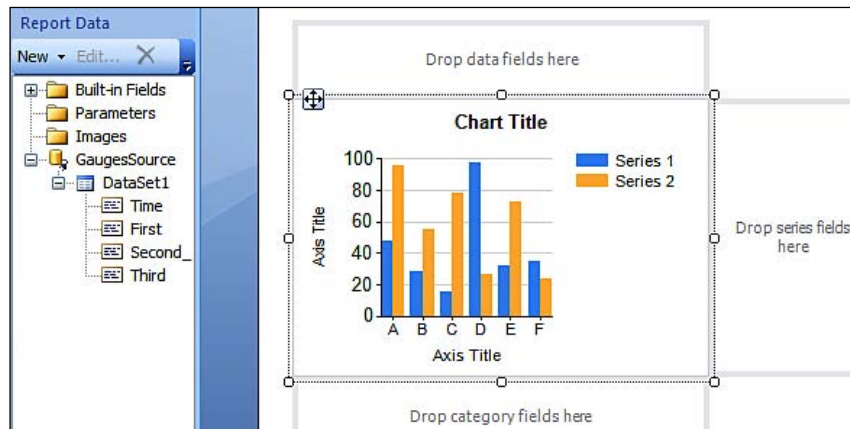 Report Data
New Edit...
Built-in Fields
Parameters
Images
GaugesSource
DataSet1
Time
First
Second_
Third
Drop data fields here
Chart Title
100
80
60
40
20
0
Axis Title
A B C D E F
Axis Title
Series 1
Series 2
Drop series fields
here
Drop category fields here